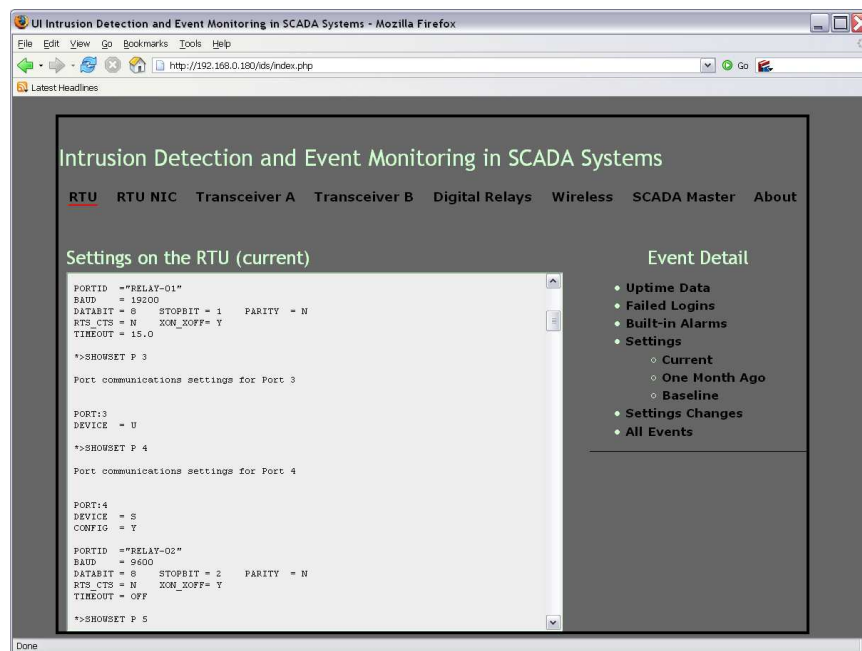 UI Intrusion Detection and Event Monitoring in SCADA Systems - Mozilla Firefox
File Edit View Go Bookmarks Tools Help
http://192.168.0.180/ids/index.php
Go
Latest Headlines
Intrusion Detection and Event Monitoring in SCADA Systems
RTU RTU NIC Transceiver A Transceiver B Digital Relays Wireless SCADA Master About
Settings on the RTU (current)
PORTID ="RELAY-01"
BAUD = 19200
DATABIT = 8 STOPBIT = 1 PARITY = N
RTS_CTS = N XON_XOFF= Y
TIMEOUT = 15.0
*>SHOWSET P 3
Port communications settings for Port 3
PORT:3
DEVICE = U
*>SHOWSET P 4
Port communications settings for Port 4
PORT:4
DEVICE = S
CONFIG = Y
PORTID ="RELAY-02"
BAUD = 9600
DATABIT = 8 STOPBIT = 2 PARITY = N
RTS_CTS = N XON_XOFF= Y
TIMEOUT = OFF
*>SHOWSET P 5
Event Detail
Uptime Data
Failed Logins
Built-in Alarms
Settings
Current
One Month Ago
Baseline
Settings Changes
All Events
Done